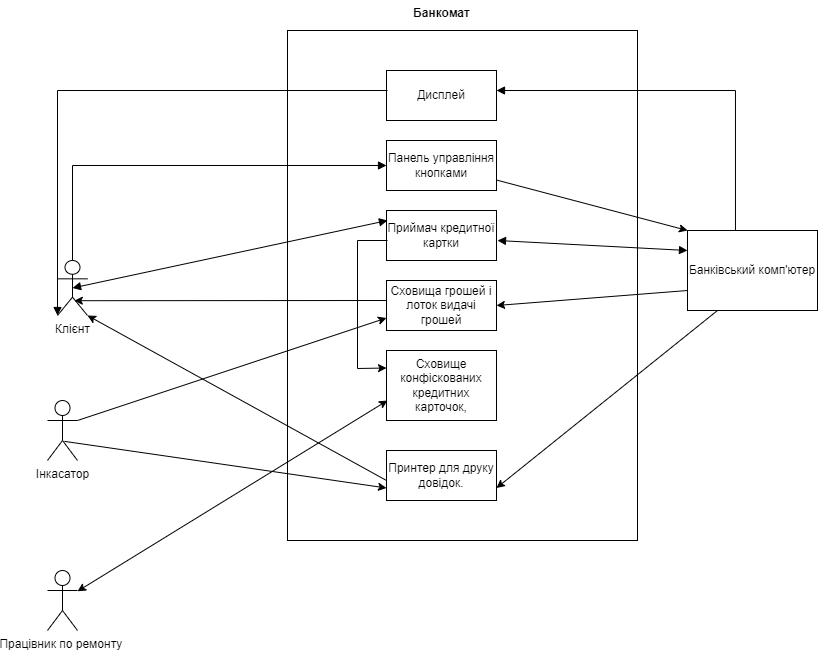 Банкомат
Дисплей
Панель управління
кнопками
Приймач кредитної
картки
Банківський комп'ютер
Сховища грошей і
лоток видачі
грошей
Клієнт
Сховище
конфіскованих
кредитних
карточок,
Інкасатор
Принтер для друку
довідок.
Працівник по ремонту